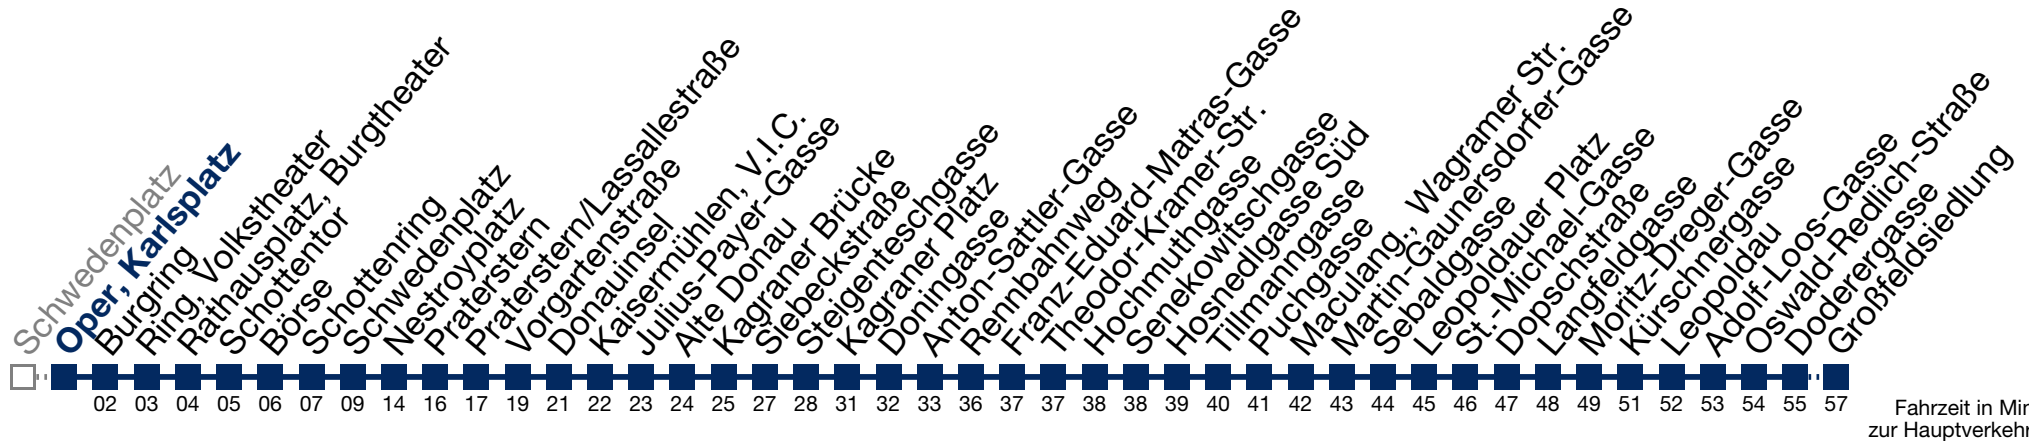 Schwedenplatz
Oper, Karlsplatz
Burgring
Ring, Volkstheater
Rathausplatz, Burgtheater
Schottentor
Börse
Schottenring
Schwedenplatz
Nestroyplatz
Praterstern
Praterstern/Lassallestraße
Vorgartenstraße
Donauinsel
Kaisermühlen, V.I.C.
Julius-Payer-Gasse
Alte Donau
Kagraner Brücke
Siebeckstraße
Steigenteschgasse
Kagraner Platz
Doningasse
Anton-Sattler-Gasse
Rennbahnweg
Franz-Eduard-Matras-Gasse
Theodor-Kramer-Str.
Hochmuthgasse
Senekowitschgasse
Hosnedlgasse Süd
Tillmanngasse
Puchgasse
Maculang., Wagramer Str.
Martin-Gaunersdorfer-Gasse
Sebaldgasse
Leopoldauer Platz
St.-Michael-Gasse
Dopschstraße
Langfeldgasse
Moritz-Dreger-Gasse
Kürschnergasse
Leopoldau
Adolf-Loos-Gasse
Oswald-Redlich-Straße
Doderergasse
Großfeldsiedlung
02 03 04 05 06 07 09 14 16 17 19 21 22 23 24 25 27 28 31 32 33 36 37 37 38 38 39 40 41 42 43 44 45 46 47 48 49 51 52 53 54 55 57
Fahrzeit in Min
zur Hauptverkehr